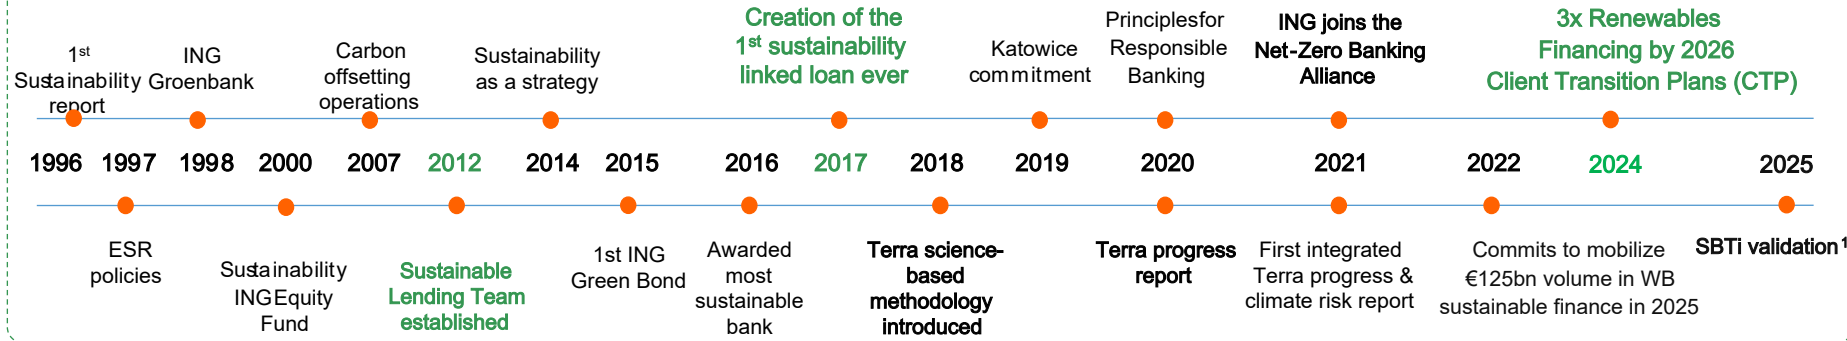 1st
Sustainability
report
ING
Groenbank
Carbon
offsetting
operations
Sustainability
as a strategy
Creation of the
1st sustainability
linked loan ever
Katowice
commitment
Principlesfor
Responsible
Banking
ING joins the
Net-Zero Banking
Alliance
3x Renewables
Financing by 2026
Client Transition Plans (CTP)
1996 1997 1998 2000 2007 2012 2014 2015 2016 2017 2018 2019 2020 2021 2022 2024 2025
ESR
policies
Sustainability
ING Equity
Fund
Sustainable
Lending Team
established
1st ING
Green Bond
Awarded
most
sustainable
bank
Terra science-
based
methodology
introduced
Terra progress
report
First integrated
Terra progress &
climate risk report
Commits to mobilize
€125bn volume in WB
sustainable finance in 2025
SBTi validation1